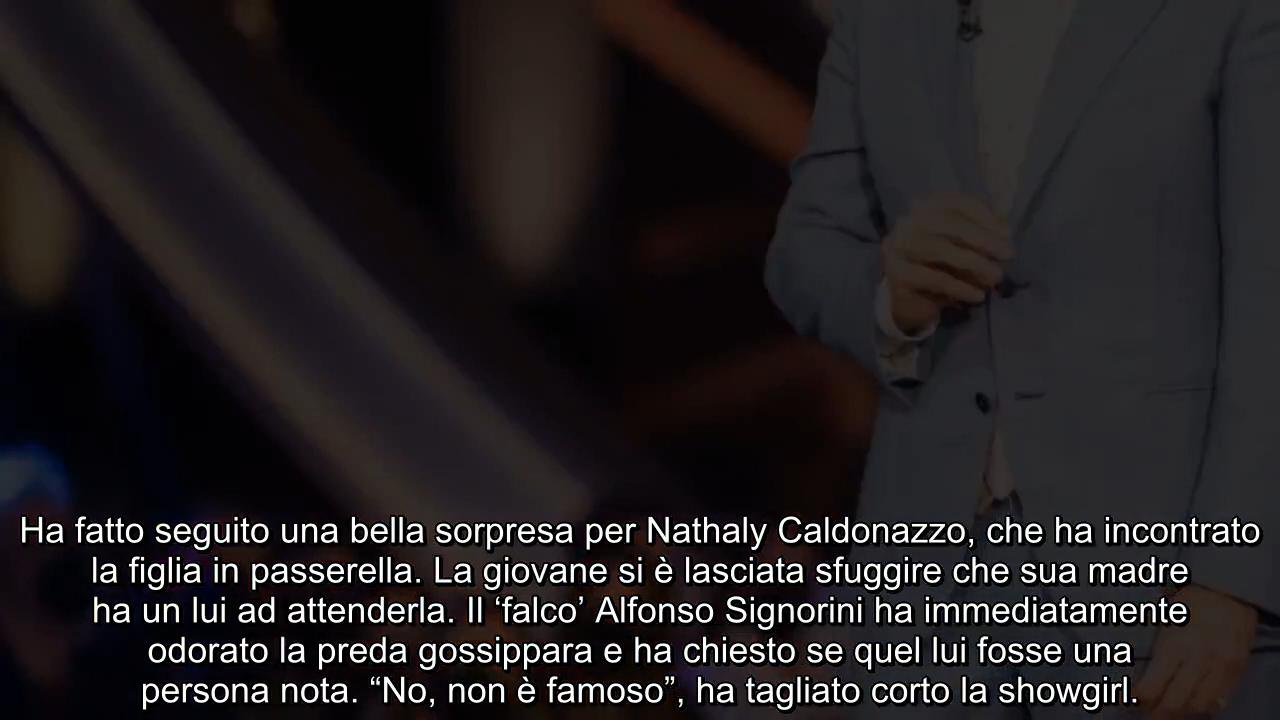 Ha fatto seguito una bella sorpresa per Nathaly Caldonazzo, che ha incontrato
la figlia in passerella. La giovane si è lasciata sfuggire che sua madre
ha un lui ad attenderla. Il ‘falco’ Alfonso Signorini ha immediatamente
odorato la preda gossippara e ha chiesto se quel lui fosse una
persona nota. “No, non è famoso”, ha tagliato corto la showgirl.